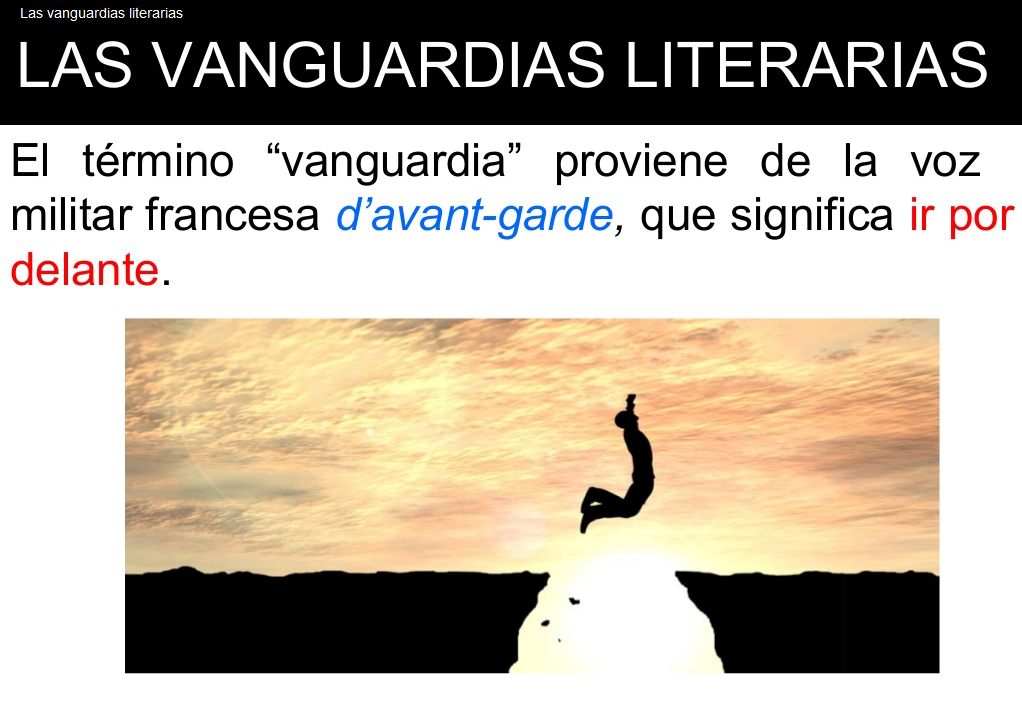 Las vanguardias literarias
LAS VANGUARDIAS LITERARIAS
El término “vanguardia” proviene de la voz
militar francesa d’avant-garde, que significa ir por
delante.